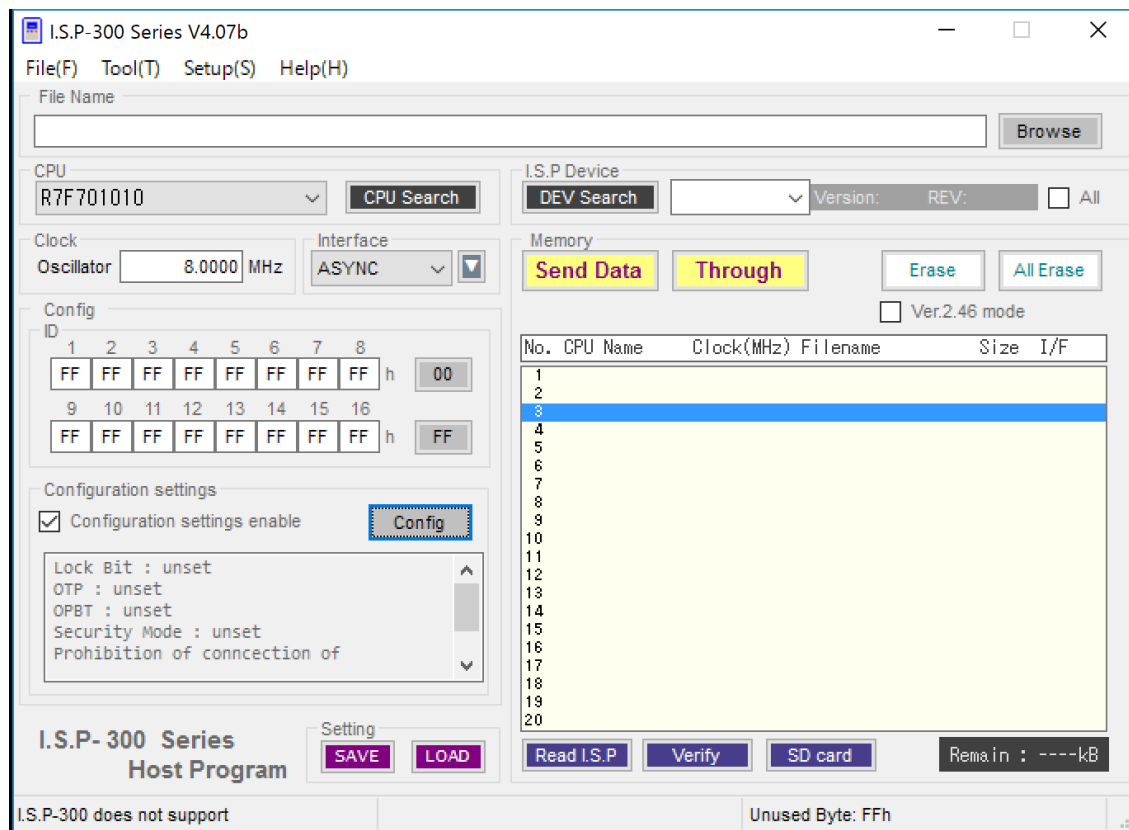 I.S.P-300 Series V4.07b
File(F) Tool(T) Setup(S) Help(H)
File Name
Browse
CPU
R7F701010
CPU Search
I.S.P Device
DEV Search
Version:
REV:
All
Clock
Oscillator
8.0000 MHz
Interface
ASYNC
Memory
Send Data
Through
Erase
All Erase
Ver.2.46 mode
Config
ID
1 2 3 4 5 6 7 8
FF FF FF FF FF FF FF FF h
00
9 10 11 12 13 14 15 16
FF FF FF FF FF FF FF FF h
FF
Configuration settings
Configuration settings enable
Config
Lock Bit : unset
OTP : unset
OPBT : unset
Security Mode : unset
Prohibition of conncection of
I.S.P- 300 Series
Host Program
Setting
SAVE
LOAD
No. CPU Name Clock(MHz) Filename Size I/F
1
2
3
4
5
6
7
8
9
10
11
12
13
14
15
16
17
18
19
20
Read I.S.P
Verify
SD card
Remain : ----kB
I.S.P-300 does not support
Unused Byte: FFh